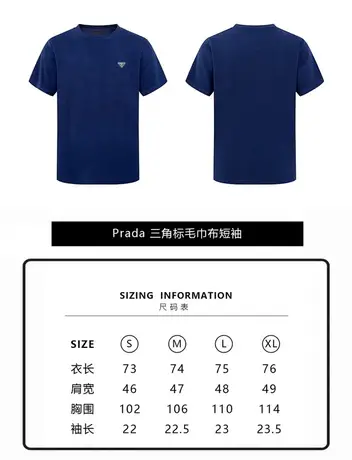 Prada 三角标毛巾布短袖
SIZING INFORMATION
尺码表
SIZE S M L XL
衣长 73 74 75 76
肩宽 46 47 48 49
胸围 102 106 110 114
袖长 22 22.5 23 23.5